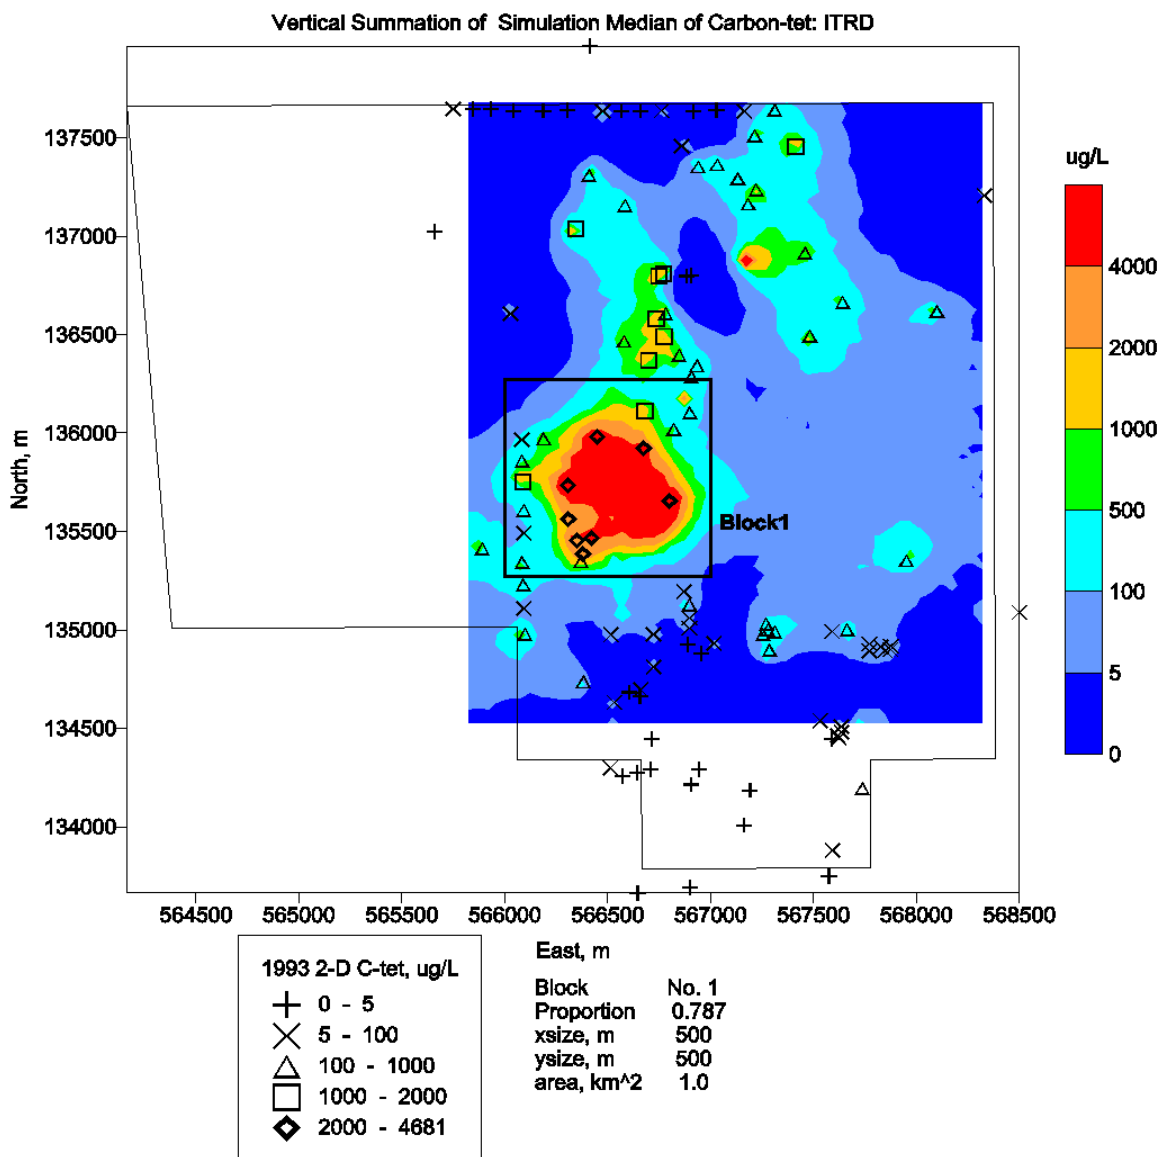 Vertical Summation of Simulation Median of Carbon-tet: ITRD
ug/L
4000
2000
1000
500
100
5
0
North, m
137500
137000
136500
136000
135500
135000
134500
134000
Block1
564500 565000 565500 566000 566500 567000 567500 568000 568500
East, m
1993 2-D C-tet, ug/L
0 - 5
5 - 100
100 - 1000
1000 - 2000
2000 - 4681
Block No. 1
Proportion 0.787
xsize, m 500
ysize, m 500
area, km^2 1.0